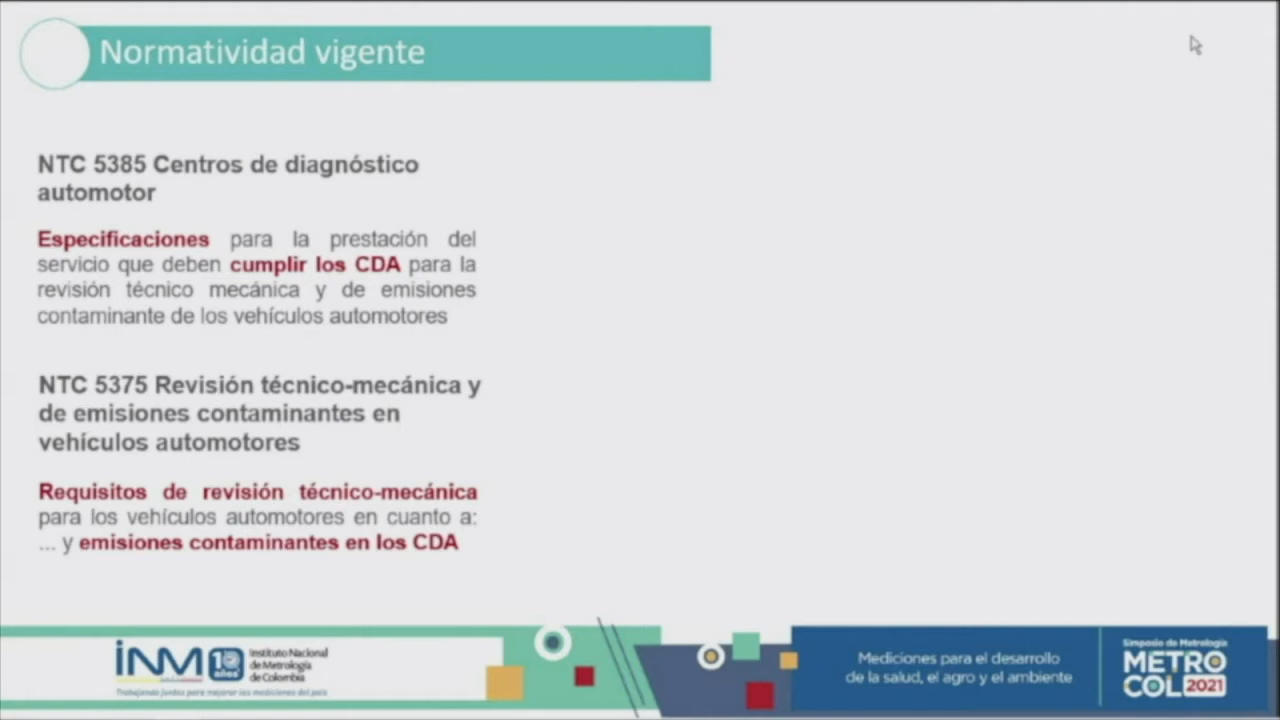 Normatividad vigente
NTC 5385 Centros de diagnóstico
automotor
Especificaciones para la prestación del
servicio que deben cumplir los CDA para la
revisión técnico mecánica y de emisiones
contaminante de los vehículos automotores
NTC 5375 Revisión técnico-mecánica y
de emisiones contaminantes en
vehículos automotores
Requisitos de revisión técnico-mecánica
para los vehículos automotores en cuanto a:
... y emisiones contaminantes en los CDA
INM 10 años
Instituto Nacional
de Metrología
de Colombia
Trabajando juntos para mejorar las mediciones del país
Mediciones para el desarrollo
de la salud, el agro y el ambiente
Simposio de Metrología
METRO
COL 2021